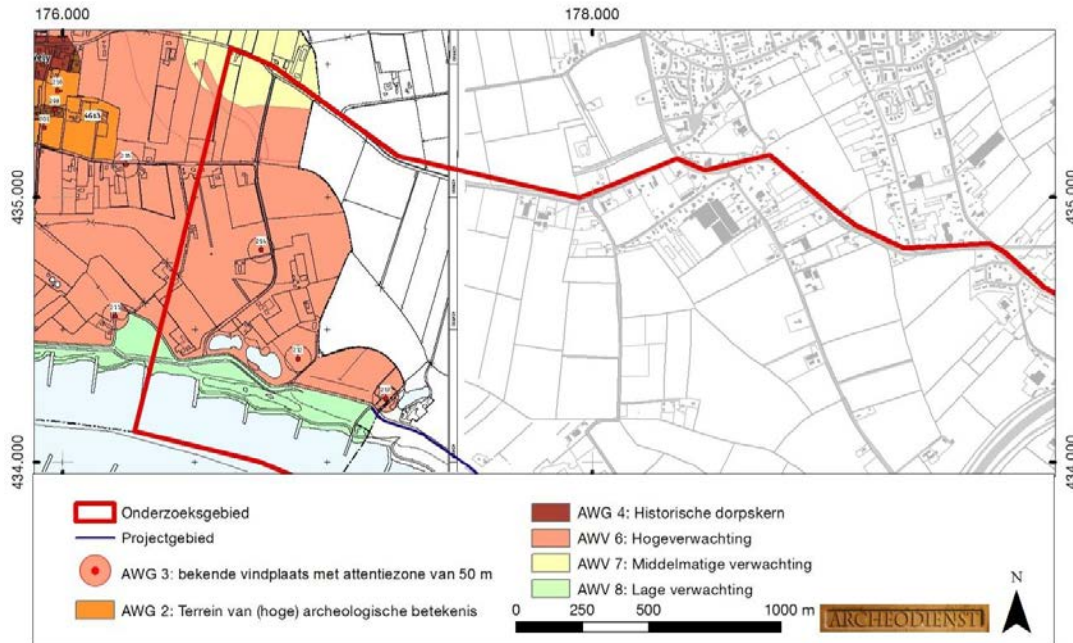 176.000
178.000
435.000
435.000
434.000
434.000
Onderzoeksgebied
Projectgebied
AWG 3: bekende vindplaats met attentiezone van 50 m
AWG 2: Terrein van (hoge) archeologische betekenis
AWG 4: Historische dorpskern
AWV 6: Hogeverwachting
AWV 7: Middelmatige verwachting
AWV 8: Lage verwachting
0 250 500 1000 m
ARCHEODIENST
N